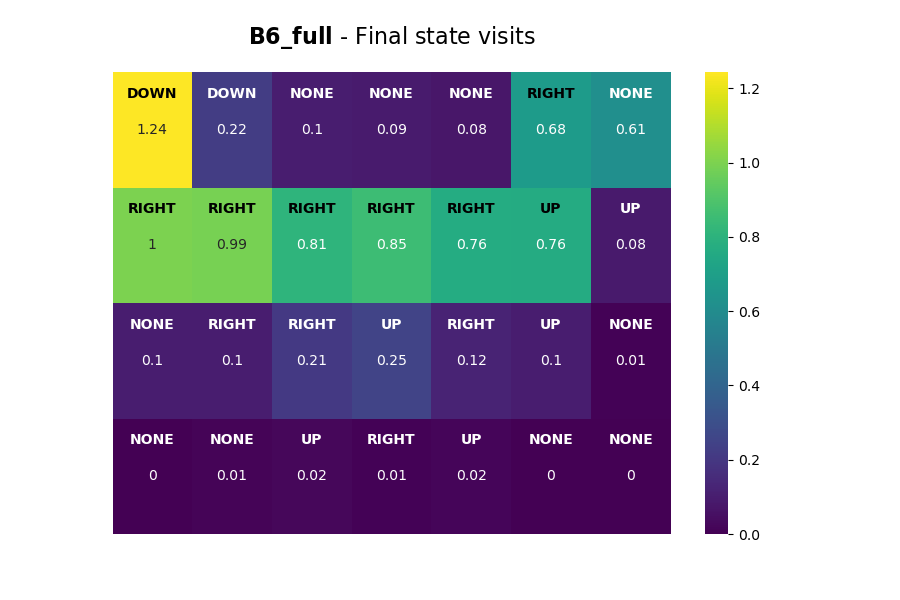 B6_full - Final state visits
DOWN DOWN NONE NONE NONE RIGHT NONE
1.24 0.22 0.1 0.09 0.08 0.68 0.61
RIGHT RIGHT RIGHT RIGHT RIGHT UP UP
1 0.99 0.81 0.85 0.76 0.76 0.08
NONE RIGHT RIGHT UP RIGHT UP NONE
0.1 0.1 0.21 0.25 0.12 0.1 0.01
NONE NONE UP RIGHT UP NONE NONE
0 0.01 0.02 0.01 0.02 0 0
1.2
1.0
0.8
0.6
0.4
0.2
0.0